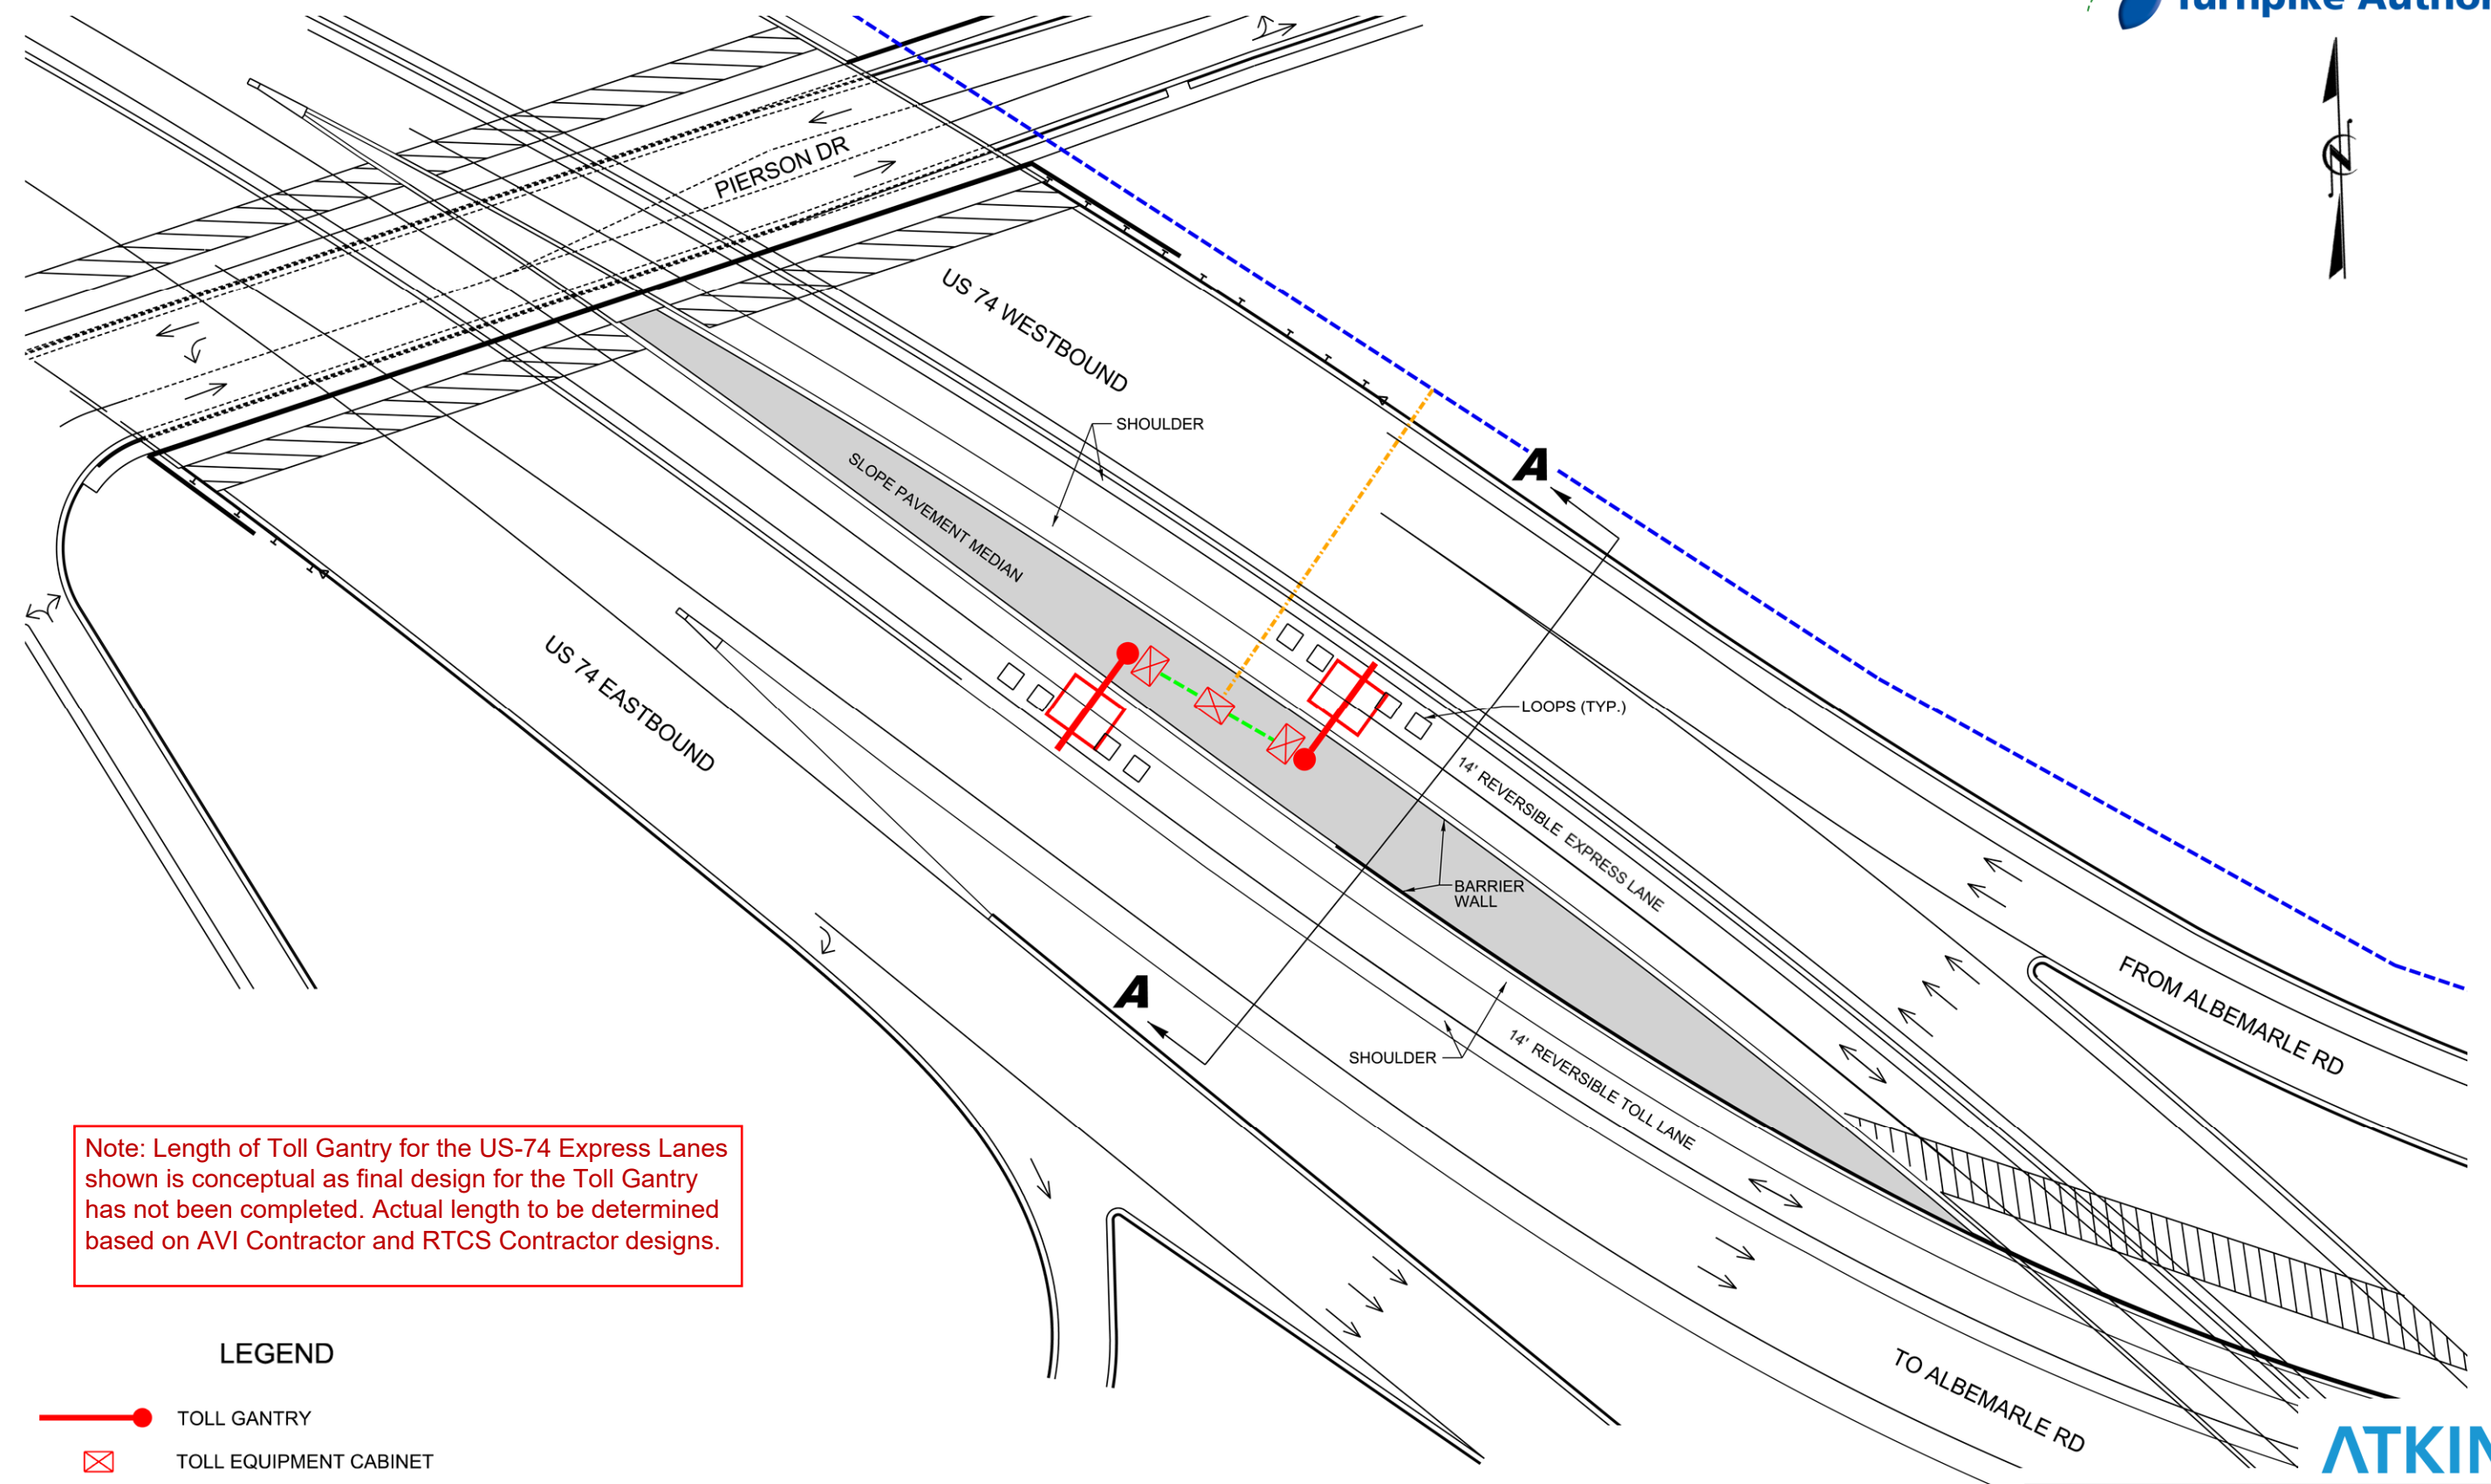 Turnpike
PIERSON DR
US 74 WESTBOUND
SHOULDER
A
SLOPE PAVEMENT MEDIAN
US 74 EASTBOUND
LOOPS (TYP.)
14' REVERSIBLE EXPRESS LANE
BARRIER
WALL
A
FROM ALBEMARLE RD
SHOULDER
14' REVERSIBLE TOLL LANE
TO ALBEMARLE RD
Note: Length of Toll Gantry for the US-74 Express Lanes
shown is conceptual as final design for the Toll Gantry
has not been completed. Actual length to be determined
based on AVI Contractor and RTCS Contractor designs.
LEGEND
TOLL GANTRY
TOLL EQUIPMENT CABINET